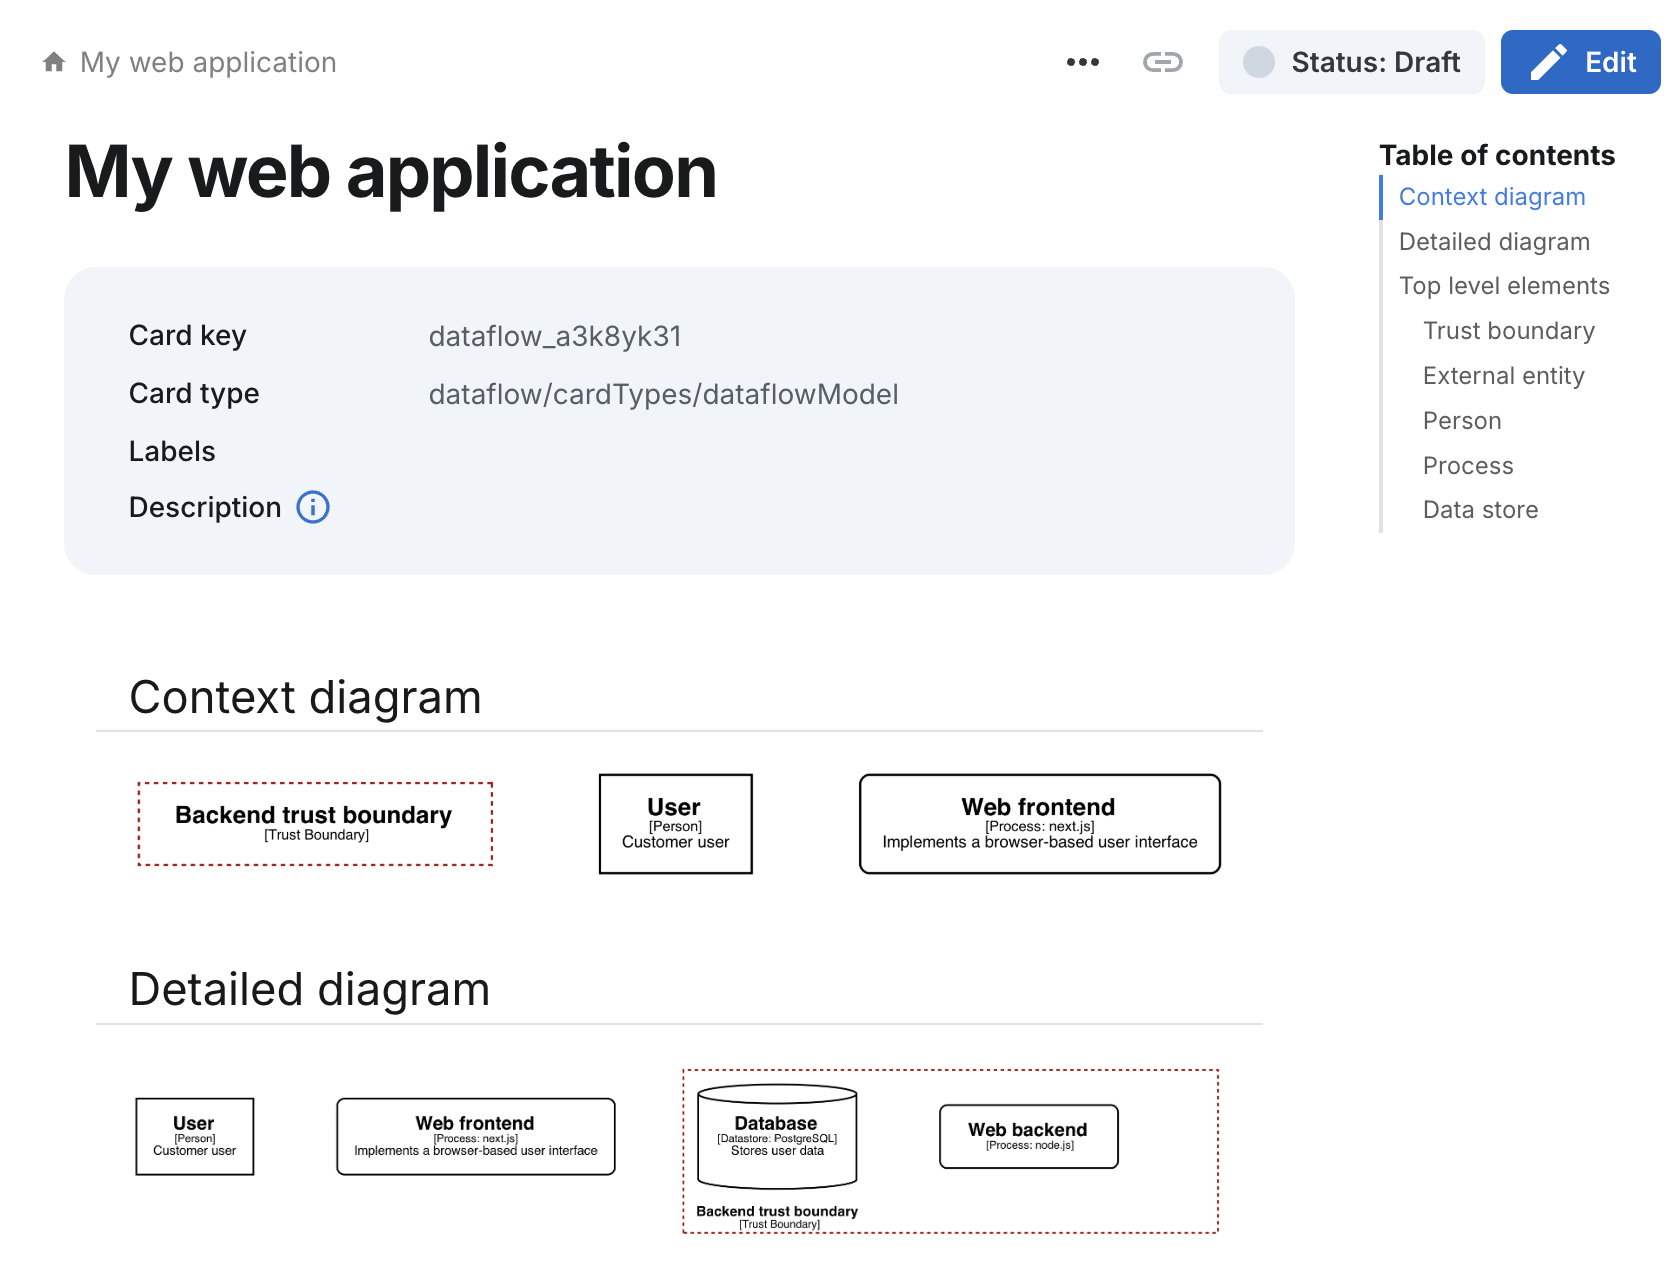 My web application
Status: Draft
Edit
My web application
Card key
dataflow_a3k8yk31
Card type
dataflow/cardTypes/dataflowModel
Labels
Description
Table of contents
Context diagram
Detailed diagram
Top level elements
Trust boundary
External entity
Person
Process
Data store
Context diagram
Backend trust boundary
[Trust Boundary]
User
[Person]
Customer user
Web frontend
[Process: next.js]
Implements a browser-based user interface
Detailed diagram
User
[Person]
Customer user
Web frontend
[Process: next.js]
Implements a browser-based user interface
Database
[Datastore: PostgreSQL]
Stores user data
Web backend
[Process: node.js]
Backend trust boundary
[Trust Boundary]